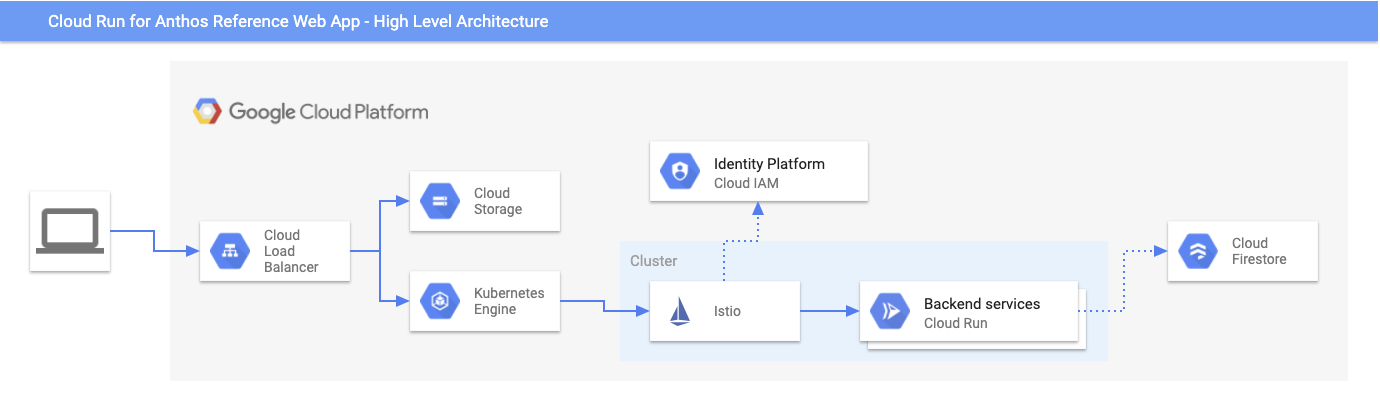 Cloud Run for Anthos Reference Web App - High Level Architecture
Google Cloud Platform
Identity Platform
Cloud IAM
Cloud
Storage
Cloud
Load
Balancer
Kubernetes
Engine
Cluster
Istio
Backend services
Cloud Run
Cloud
Firestore